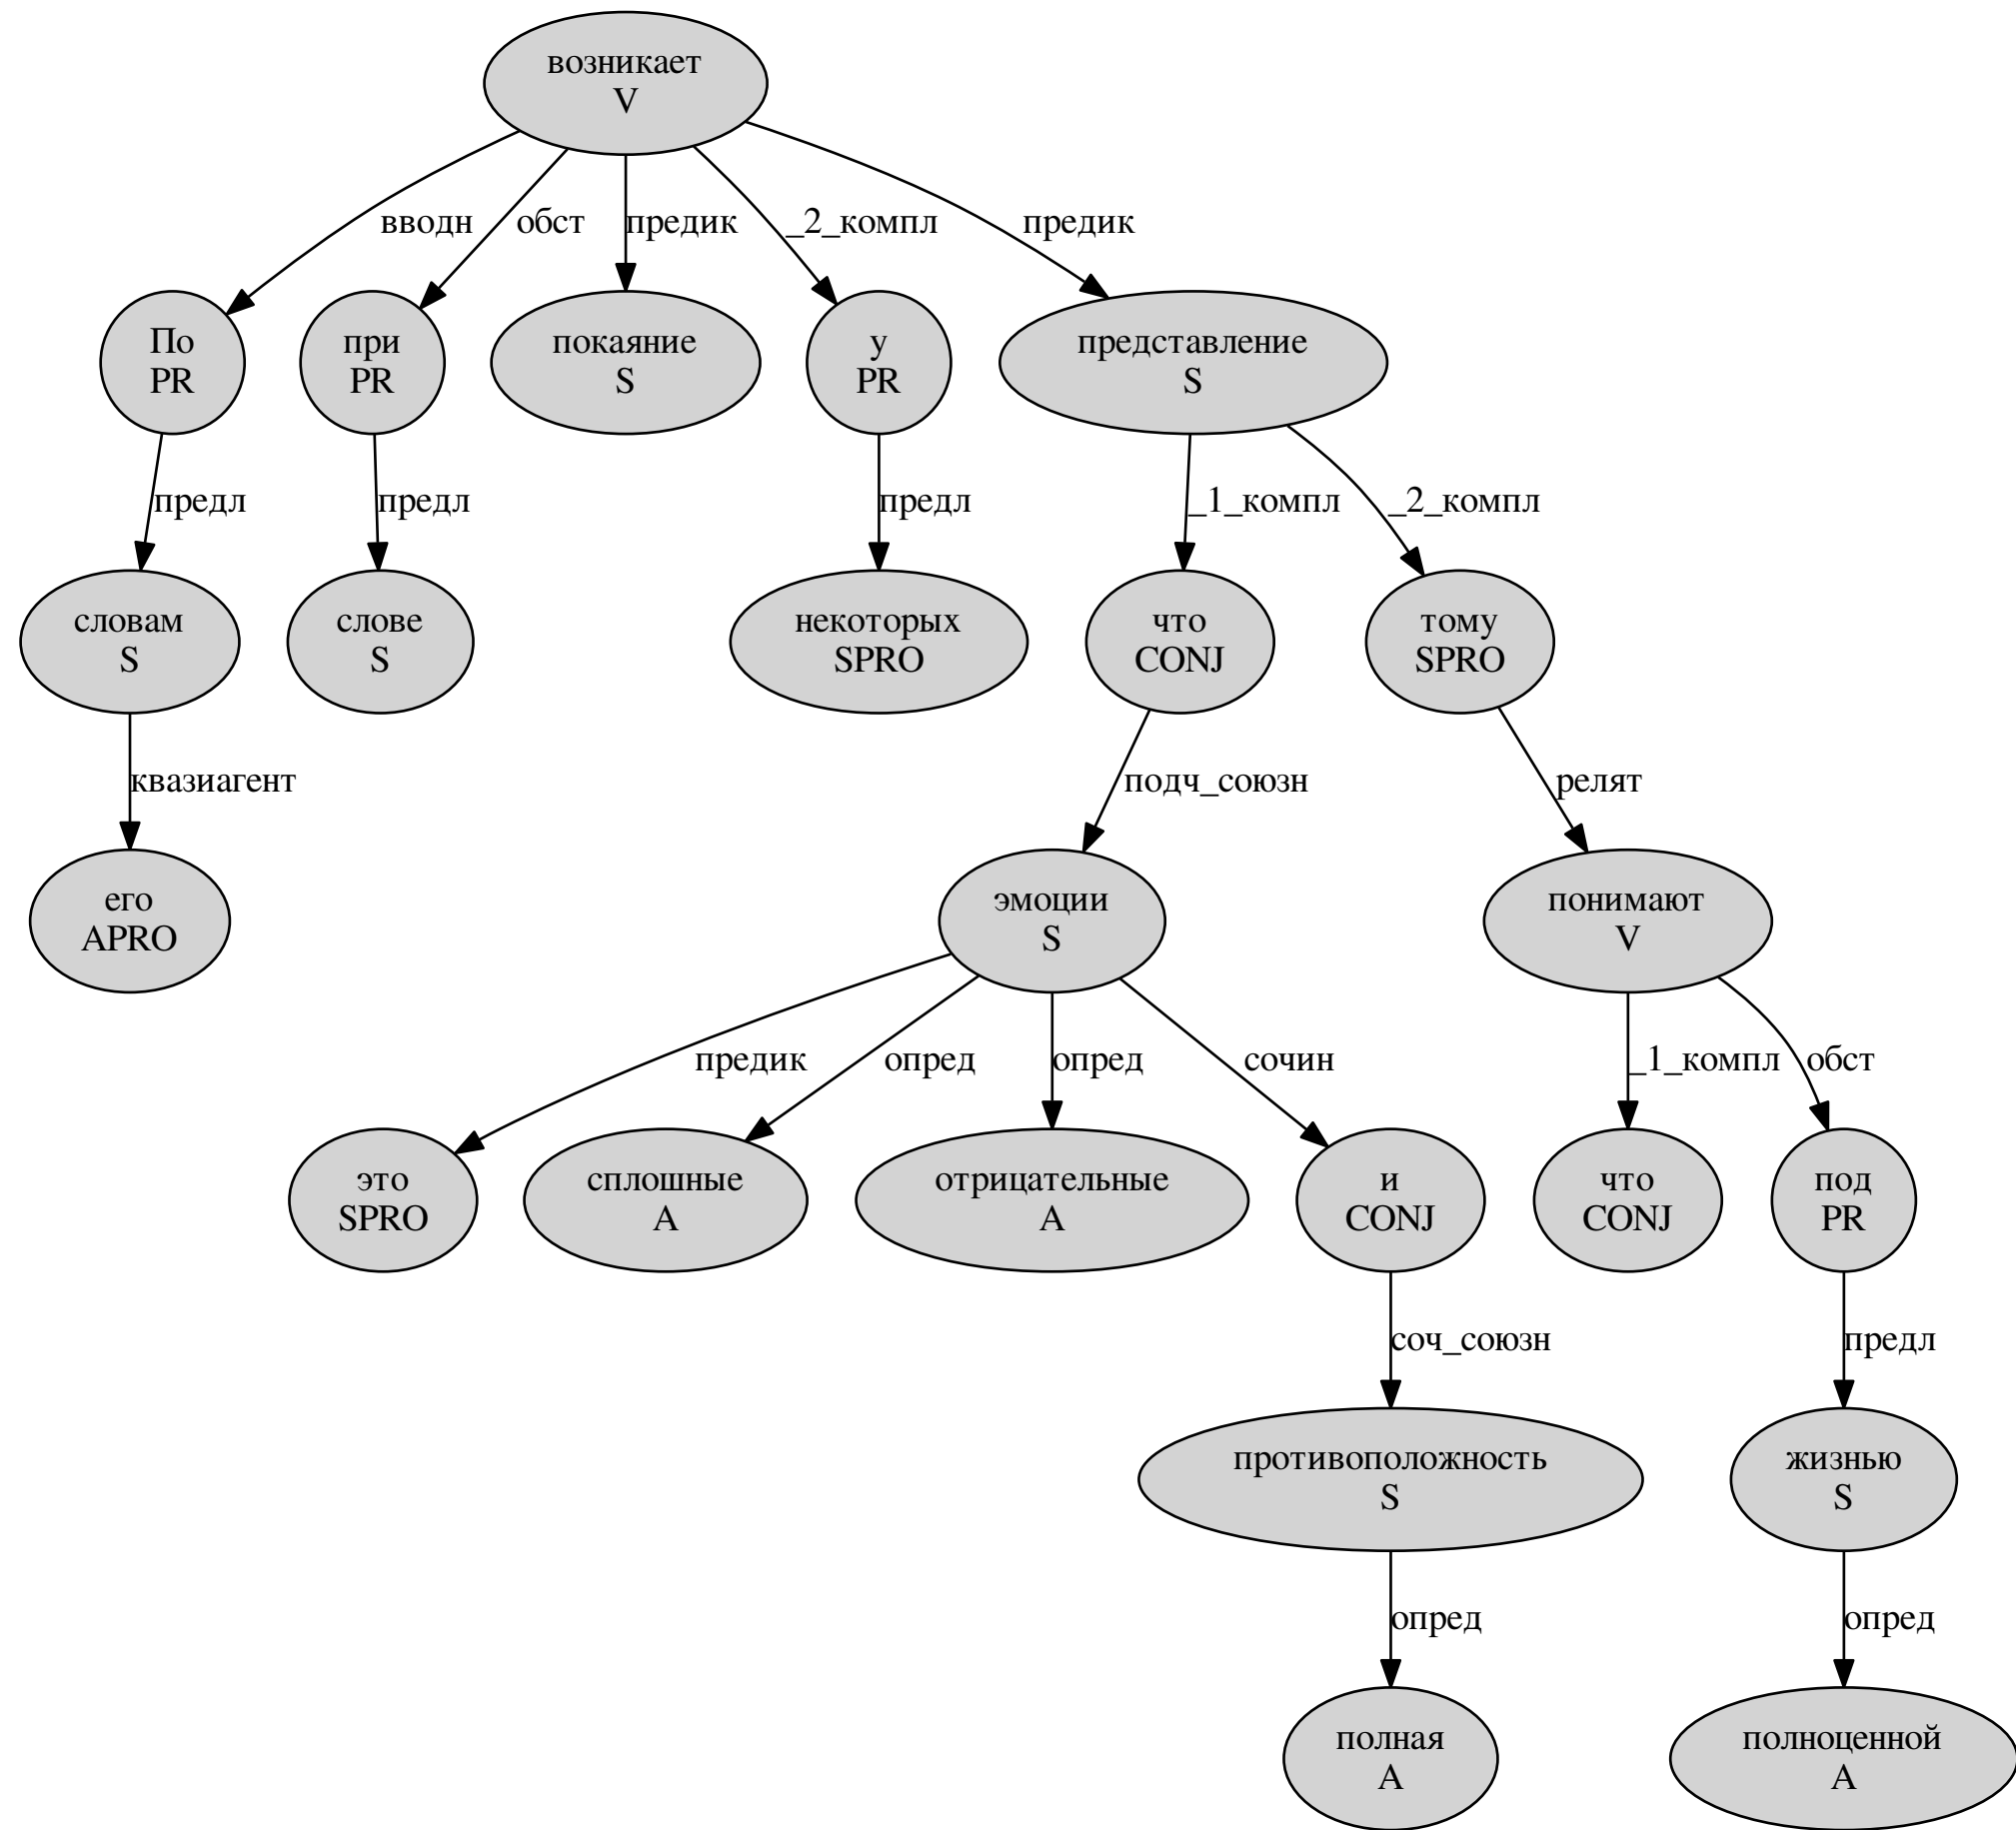 возникает
V
вводн
обст
предик
_2_компл
предик
По
PR
при
PR
покаяние
S
у
PR
представление
S
предл
предл
предл
_1_компл
_2_компл
словам
S
слове
S
некоторых
SPRO
что
CONJ
тому
SPRO
квазиагент
подч_союзн
релят
его
APRO
эмоции
S
понимают
V
предик
опред
опред
сочин
_1_компл
обст
это
SPRO
сплошные
A
отрицательные
A
и
CONJ
что
CONJ
под
PR
соч_союзн
предл
противоположность
S
жизнью
S
опред
опред
полная
A
полноценной
A